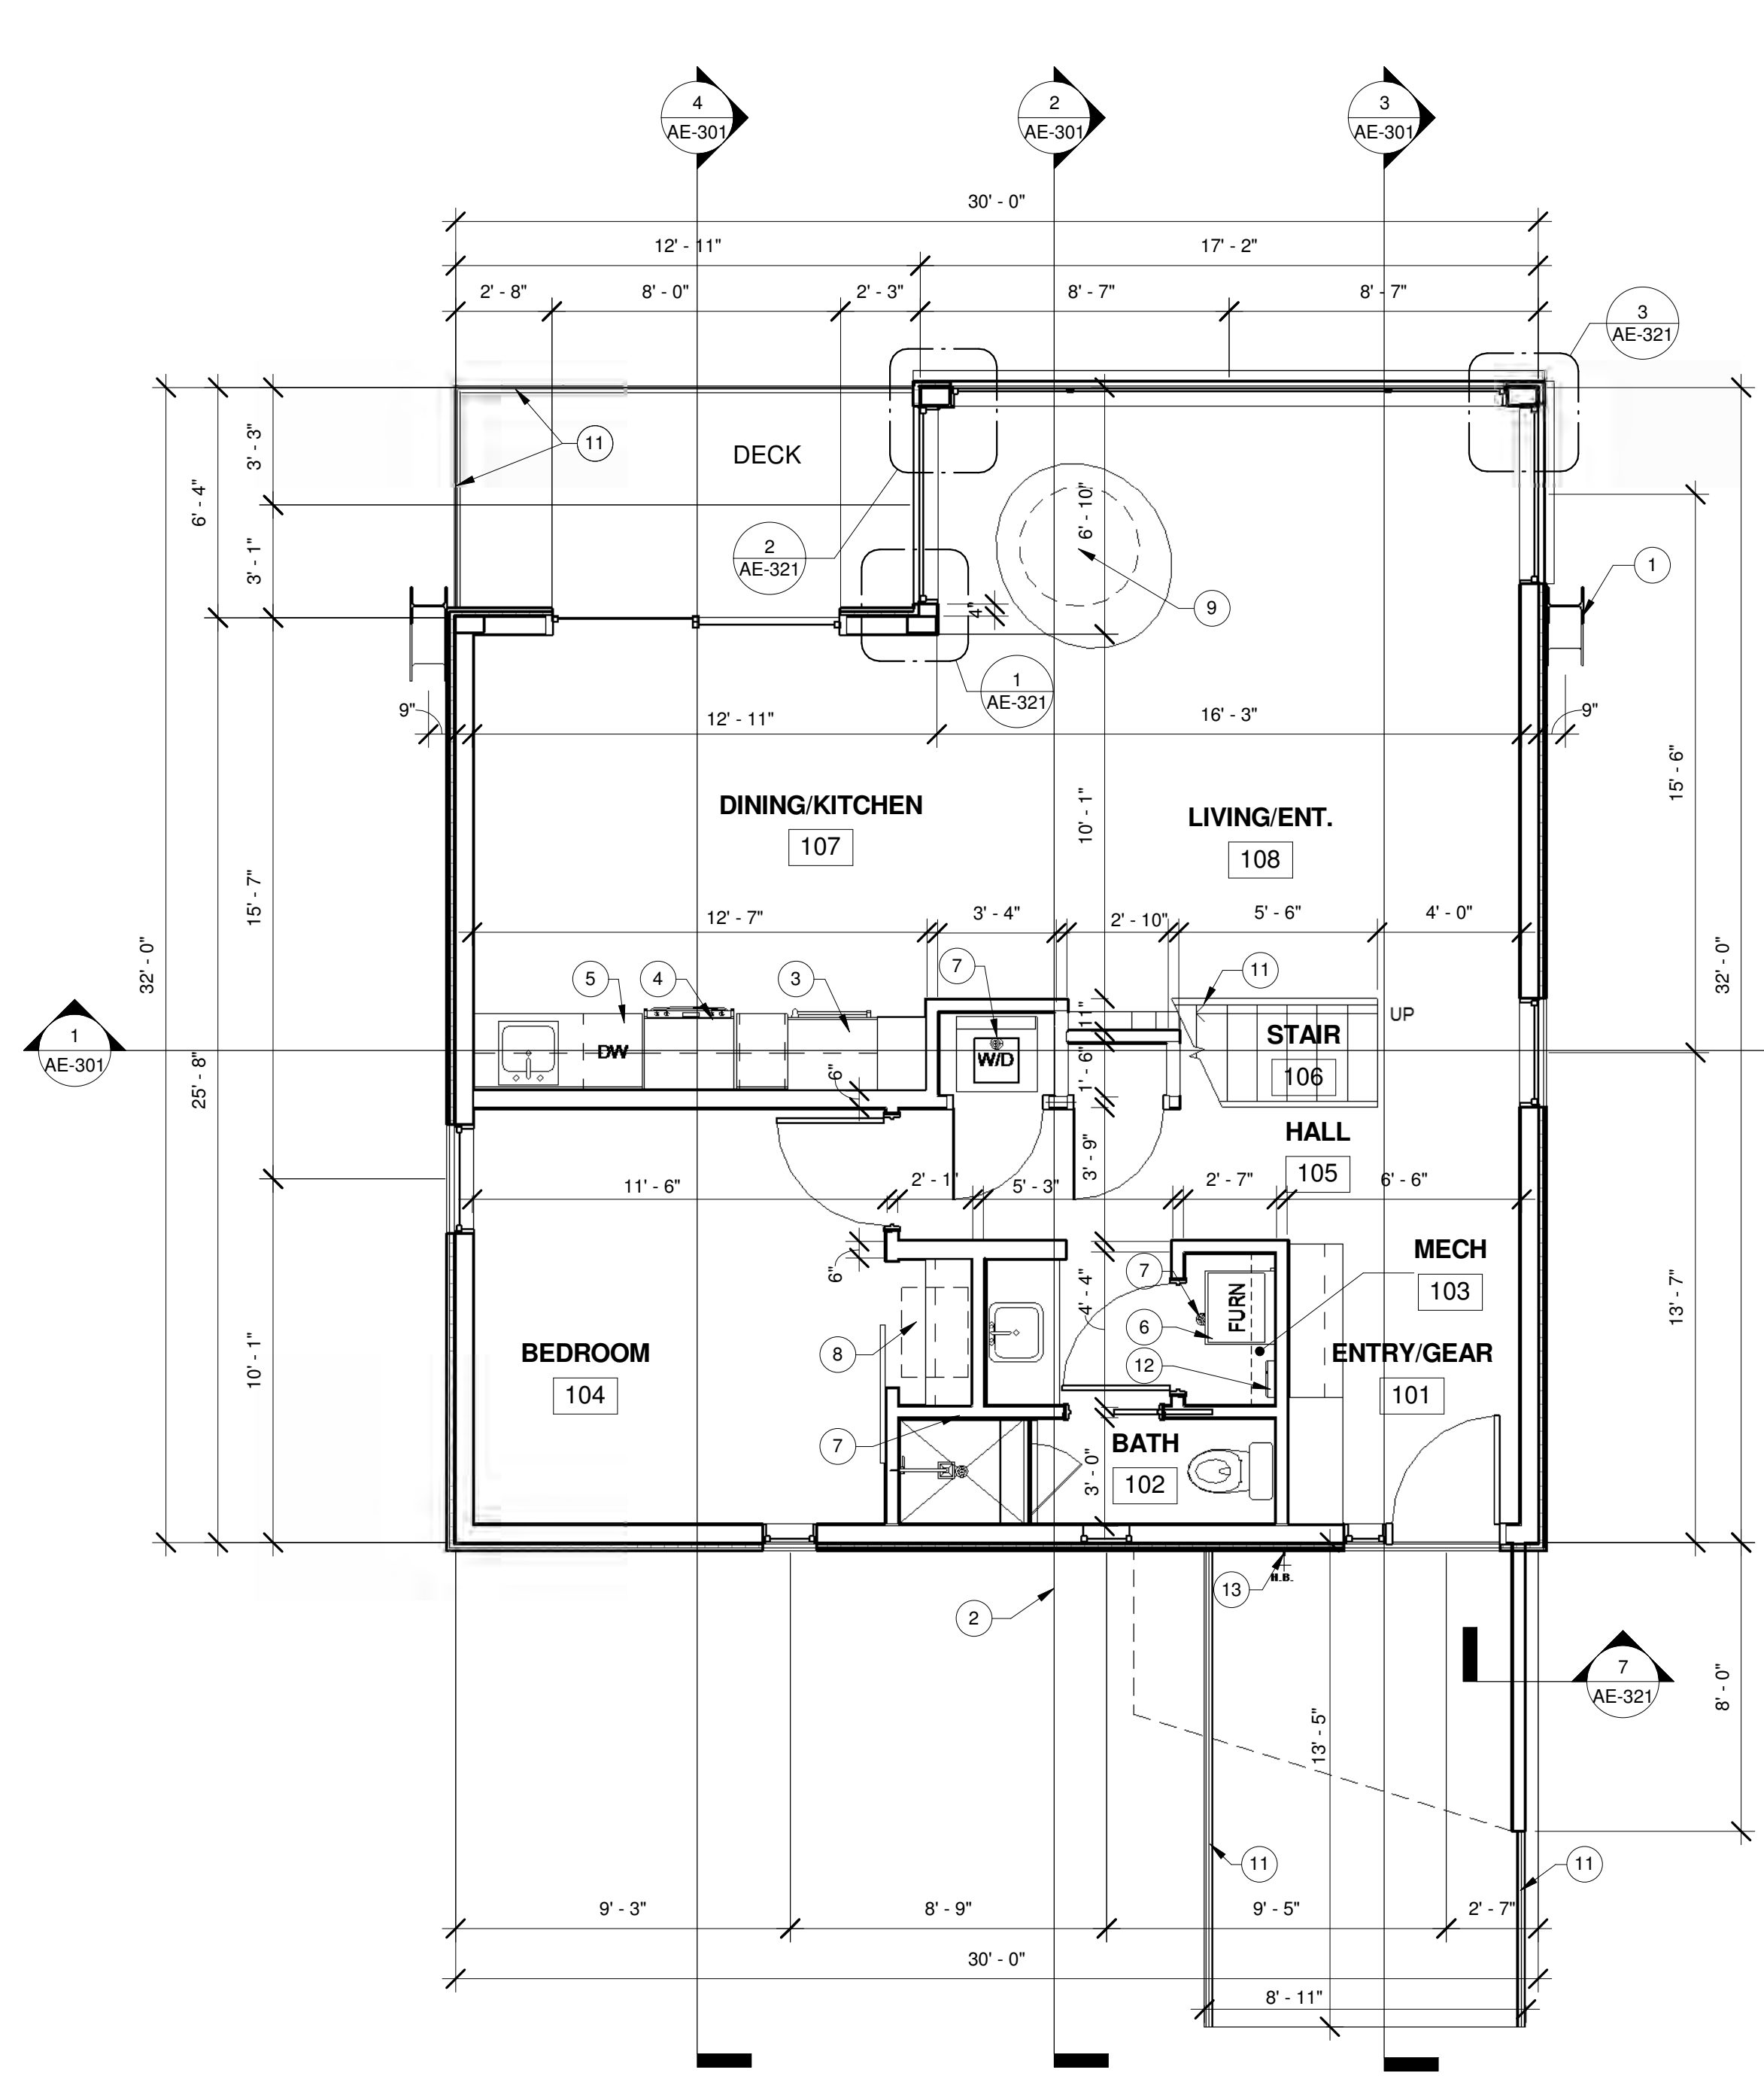 4
AE-301
2
AE-301
3
AE-301
30' - 0"
12' - 11"
17' - 2"
2' - 8"
8' - 0"
2' - 3"
8' - 7"
8' - 7"
3
AE-321
3' - 3"
6' - 4"
3' - 1"
11
DECK
6' - 10"
2
AE-321
1
9
4"
1
AE-321
9"
12' - 11"
16' - 3"
9"
15' - 6"
DINING/KITCHEN
107
10' - 1"
LIVING/ENT.
108
15' - 7"
12' - 7"
3' - 4"
2' - 10"
5' - 6"
4' - 0"
32' - 0"
32' - 0"
5
4
3
7
11
11"
UP
STAIR
106
1
AE-301
DW
W/D
1' - 6"
6"
25' - 8"
HALL
105
3' - 9"
11' - 6"
2' - 1"
5' - 3"
2' - 7"
6' - 6"
MECH
103
6"
7
4' - 4"
FURN
6
13' - 7"
BEDROOM
104
8
12
ENTRY/GEAR
101
10' - 1"
7
BATH
102
3' - 0"
13
H.B.
2
7
AE-321
8' - 0"
13' - 5"
11
11
9' - 3"
8' - 9"
9' - 5"
2' - 7"
30' - 0"
8' - 11"